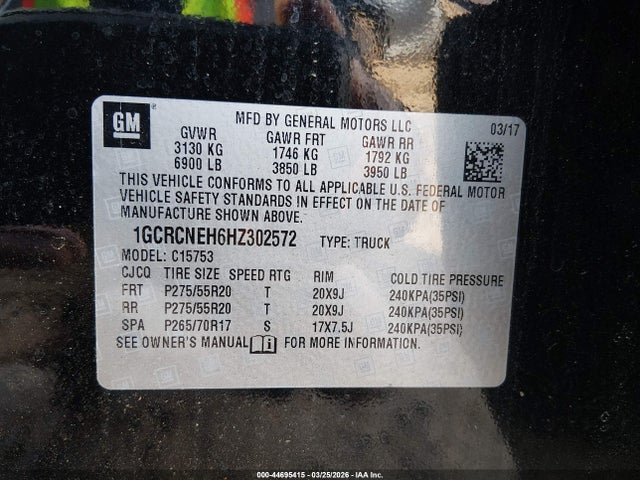 GM
MFD BY GENERAL MOTORS LLC 03/17
GVWR GAWR FRT GAWR RR
3130 KG 1746 KG 1792 KG
6900 LB 3850 LB 3950 LB
THIS VEHICLE CONFORMS TO ALL APPLICABLE U.S. FEDERAL MOTOR
VEHICLE SAFETY STANDARDS IN EFFECT ON THE DATE OF
MANUFACTURE SHOWN ABOVE.
1GCRCNEH6HZ302572 TYPE: TRUCK
MODEL: C15753
CJCQ TIRE SIZE SPEED RTG RIM COLD TIRE PRESSURE
FRT P275/55R20 T 20X9J 240KPA(35PSI)
RR P275/55R20 T 20X9J 240KPA(35PSI)
SPA P265/70R17 S 17X7.5J 240KPA(35PSI)
SEE OWNER'S MANUAL FOR MORE INFORMATION.
000-44695415 - 03/25/2026 - IAA Inc.